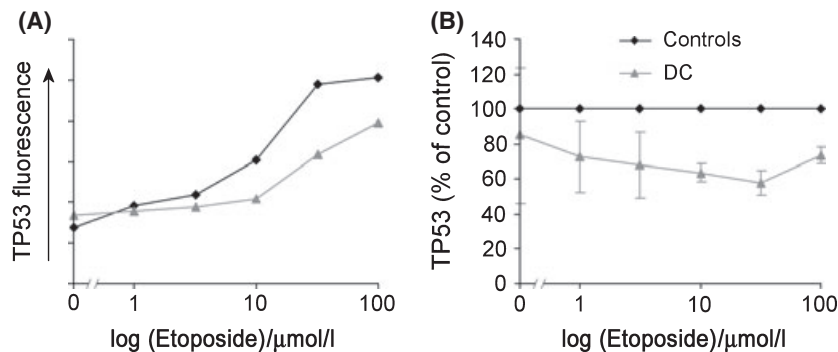 (A)
TP53 fluorescence
0 1 10 100
log (Etoposide)/μmol/l
(B)
Controls
DC
TP53 (% of control)
140
120
100
80
60
40
20
0
0 1 10 100
log (Etoposide)/μmol/l